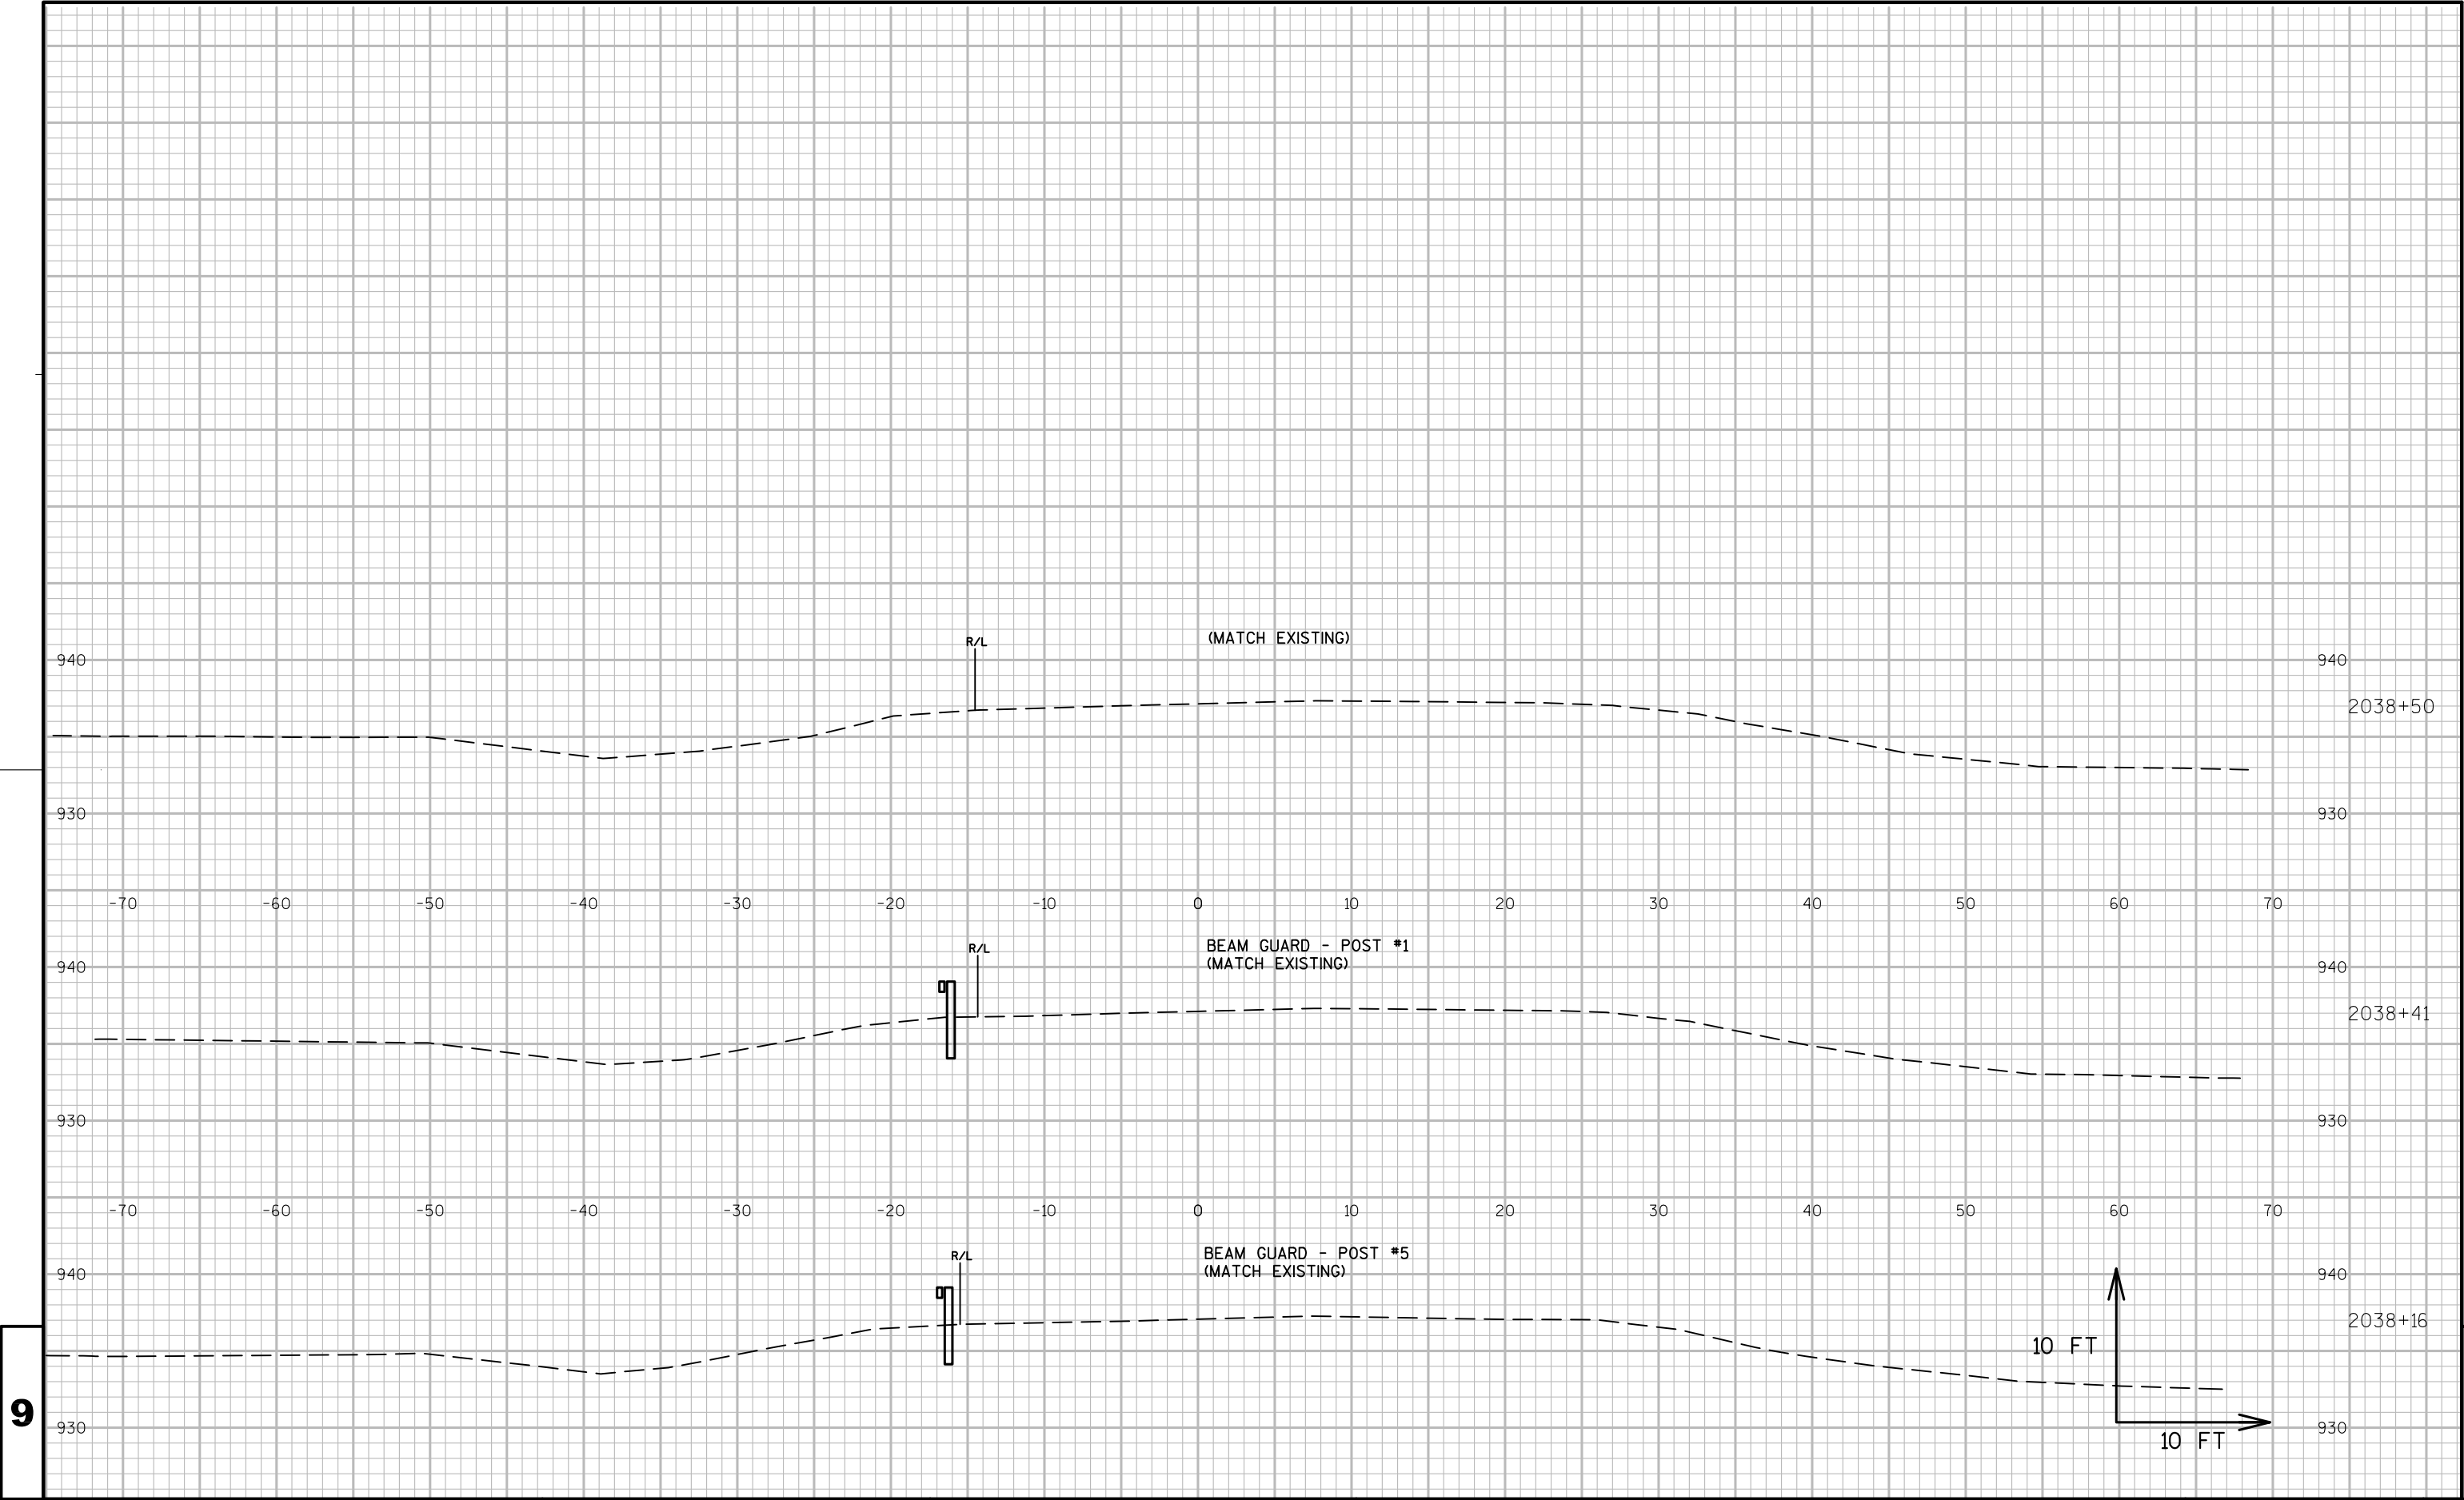 R/L (MATCH EXISTING)
940 940
2038+50
930 930
-70 -60 -50 -40 -30 -20 -10 0 10 20 30 40 50 60 70
R/L BEAM GUARD - POST #1
(MATCH EXISTING)
940 940
2038+41
930 930
-70 -60 -50 -40 -30 -20 -10 0 10 20 30 40 50 60 70
R/L BEAM GUARD - POST #5
(MATCH EXISTING)
940 940
2038+16
10 FT
9
930 930
10 FT